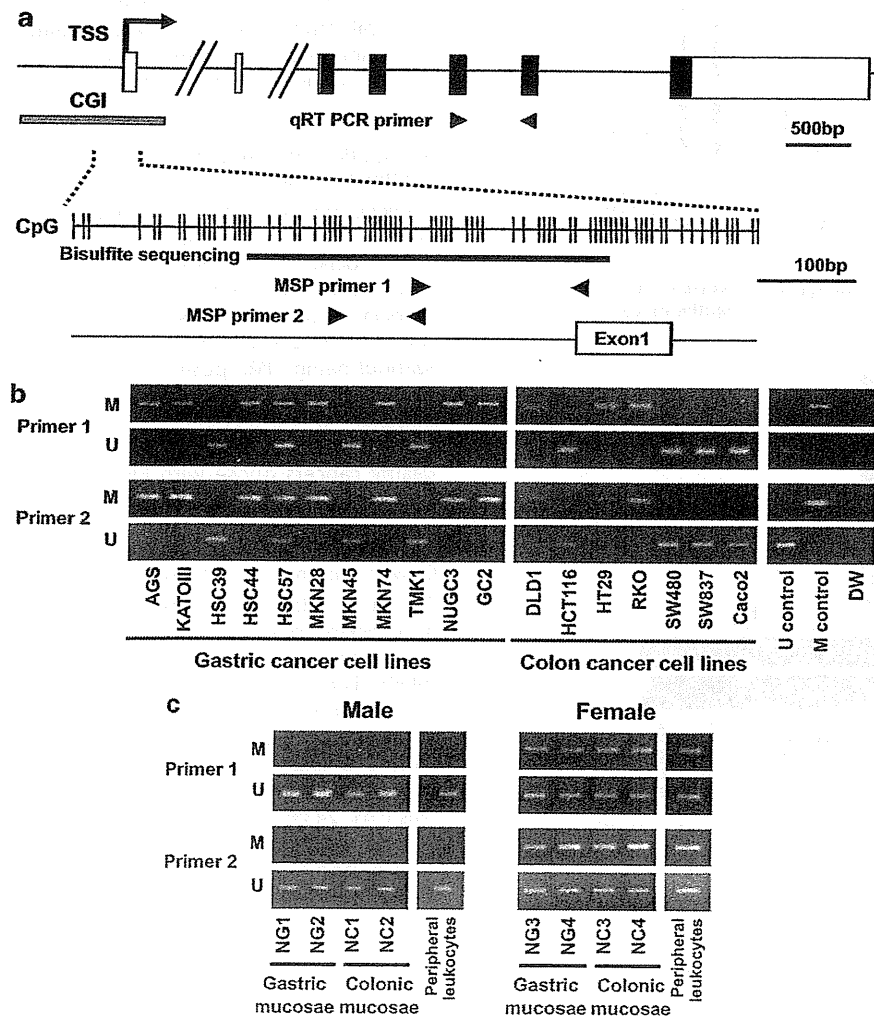 a
TSS
CGI
qRT PCR primer
500bp
CpG
Bisulfite sequencing
100bp
MSP primer 1
MSP primer 2
Exon1
b
Primer 1
M
U
Primer 2
M
U
AGS
KATOIII
HSC39
HSC44
HSC57
MKN28
MKN45
MKN74
TMK1
NUGC3
GC2
DLD1
HCT116
HT29
RKO
SW480
SW837
Caco2
U control
M control
DW
Gastric cancer cell lines
Colon cancer cell lines
c
Male
Female
Primer 1
M
U
Primer 2
M
U
NG1
NG2
NC1
NC2
Peripheral
leukocytes
NG3
NG4
NC3
NC4
Peripheral
leukocytes
Gastric
mucosae
Colonic
mucosae
Gastric
mucosae
Colonic
mucosae